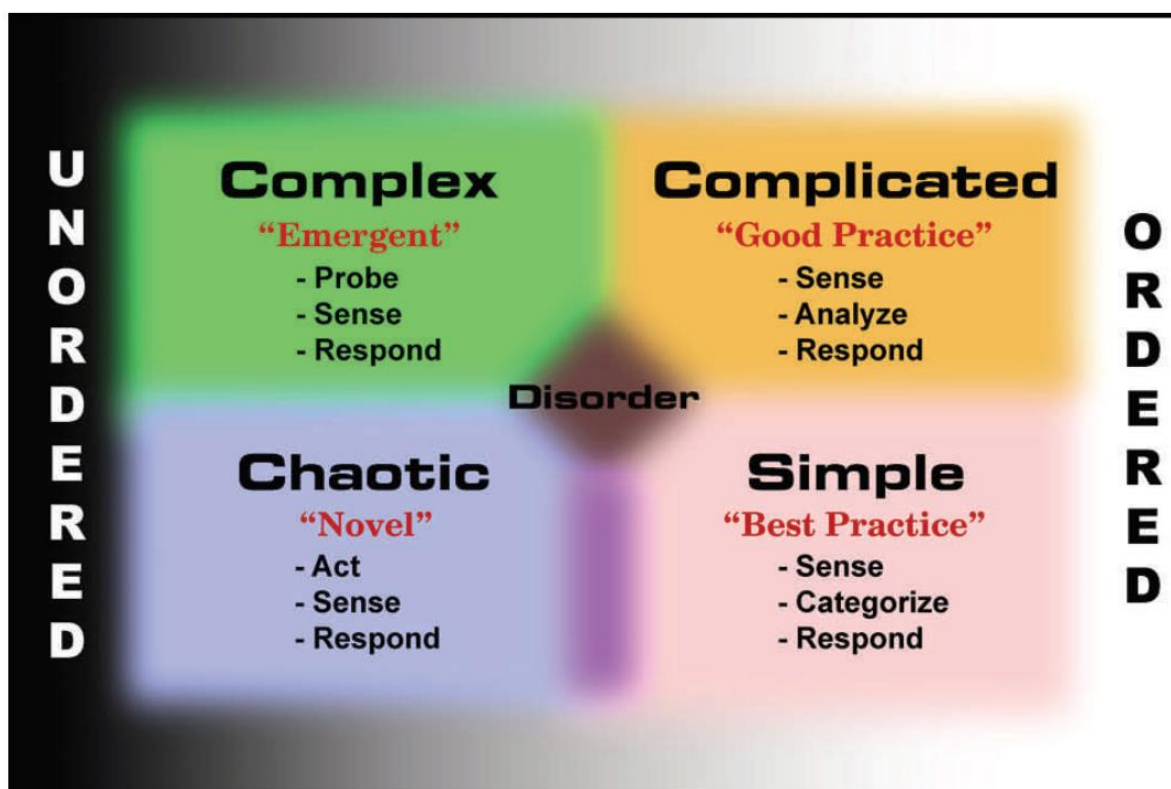 UNORDERED
Complex
“Emergent”
- Probe
- Sense
- Respond
Complicated
“Good Practice”
- Sense
- Analyze
- Respond
Disorder
Chaotic
“Novel”
- Act
- Sense
- Respond
Simple
“Best Practice”
- Sense
- Categorize
- Respond
ORDERED